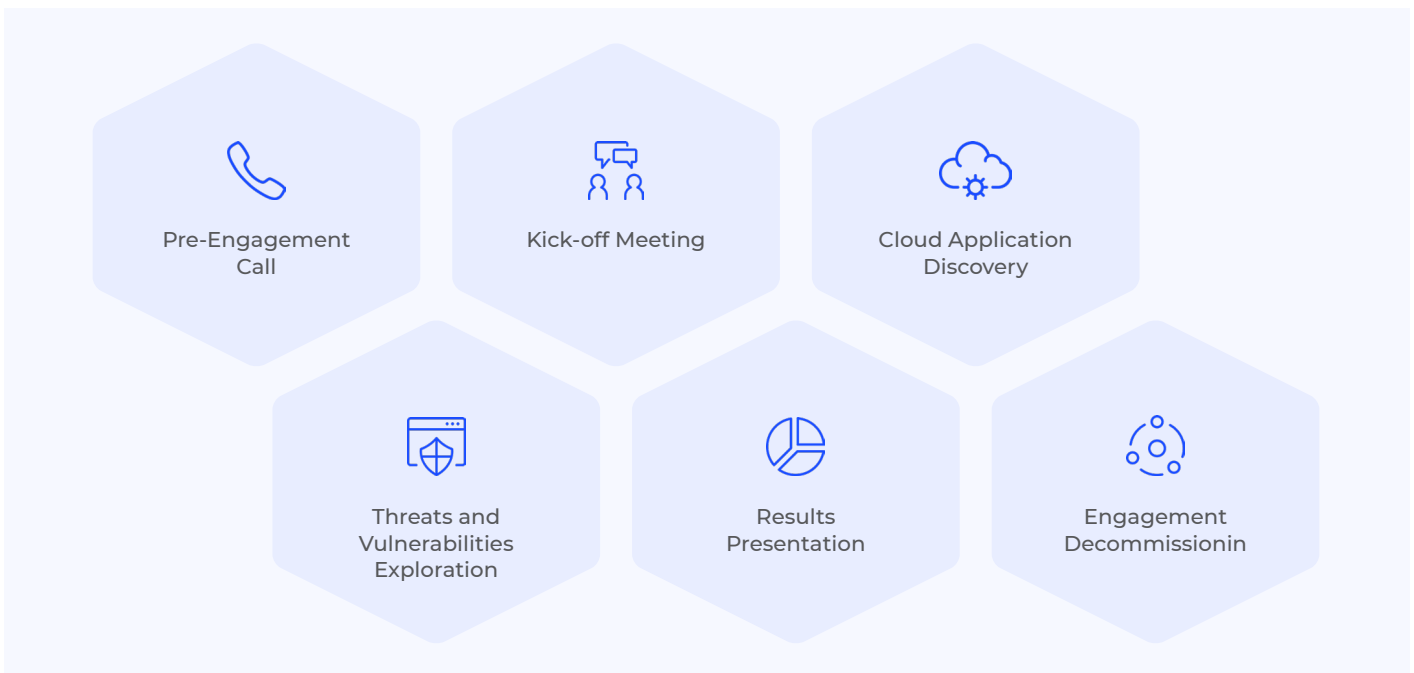 Pre-Engagement
Call
Kick-off Meeting
Cloud Application
Discovery
Threats and
Vulnerabilities
Exploration
Results
Presentation
Engagement
Decommissionin